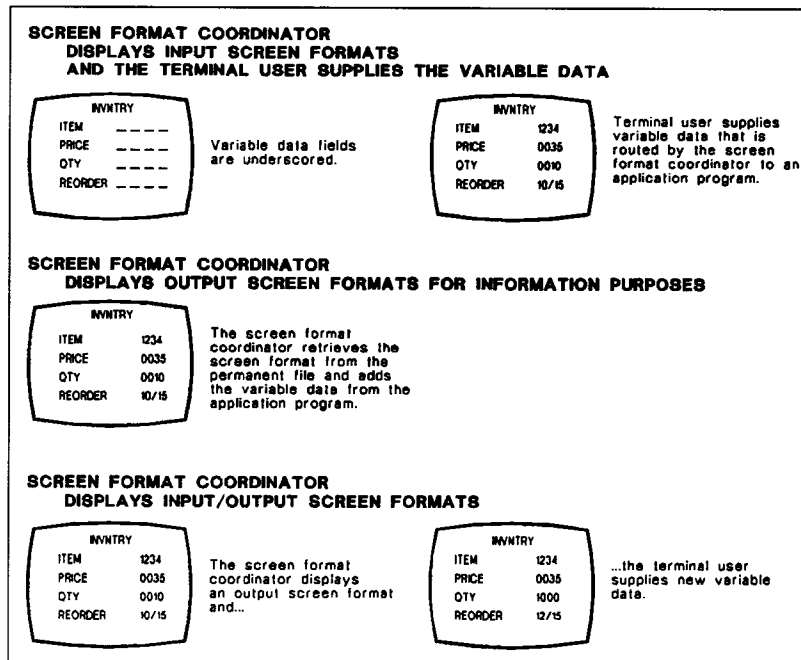 SCREEN FORMAT COORDINATOR
DISPLAYS INPUT SCREEN FORMATS
AND THE TERMINAL USER SUPPLIES THE VARIABLE DATA
INVNTRY
ITEM _ _ _ _
PRICE _ _ _ _
QTY _ _ _ _
REORDER _ _ _ _
Variable data fields
are underscored.
INVNTRY
ITEM 1234
PRICE 0035
QTY 0010
REORDER 10/15
Terminal user supplies
variable data that is
routed by the screen
format coordinator to an
application program.
SCREEN FORMAT COORDINATOR
DISPLAYS OUTPUT SCREEN FORMATS FOR INFORMATION PURPOSES
INVNTRY
ITEM 1234
PRICE 0035
QTY 0010
REORDER 10/15
The screen format
coordinator retrieves the
screen format from the
permanent file and adds
the variable data from the
application program.
SCREEN FORMAT COORDINATOR
DISPLAYS INPUT/OUTPUT SCREEN FORMATS
INVNTRY
ITEM 1234
PRICE 0035
QTY 0010
REORDER 10/15
The screen format
coordinator displays
an output screen format
and...
INVNTRY
ITEM 1234
PRICE 0035
QTY 1000
REORDER 12/15
...the terminal user
supplies new variable
data.